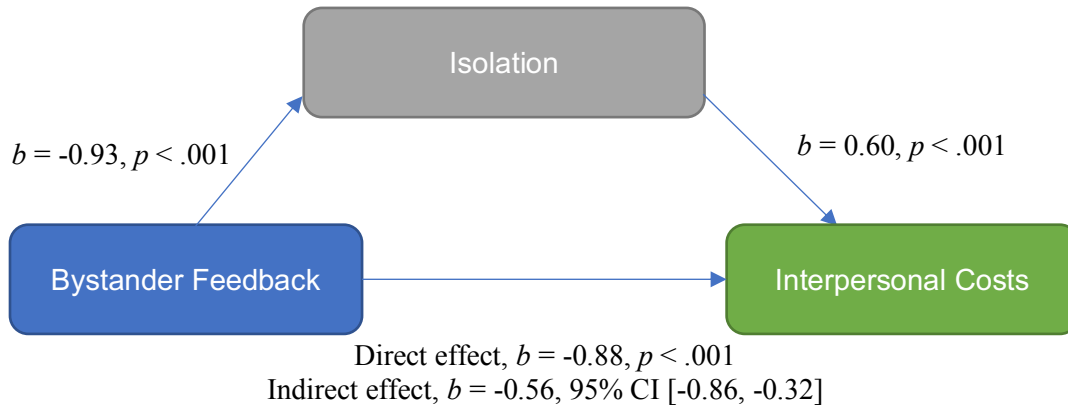 Isolation
b = -0.93, p < .001
b = 0.60, p < .001
Bystander Feedback
Interpersonal Costs
Direct effect, b = -0.88, p < .001
Indirect effect, b = -0.56, 95% CI [-0.86, -0.32]